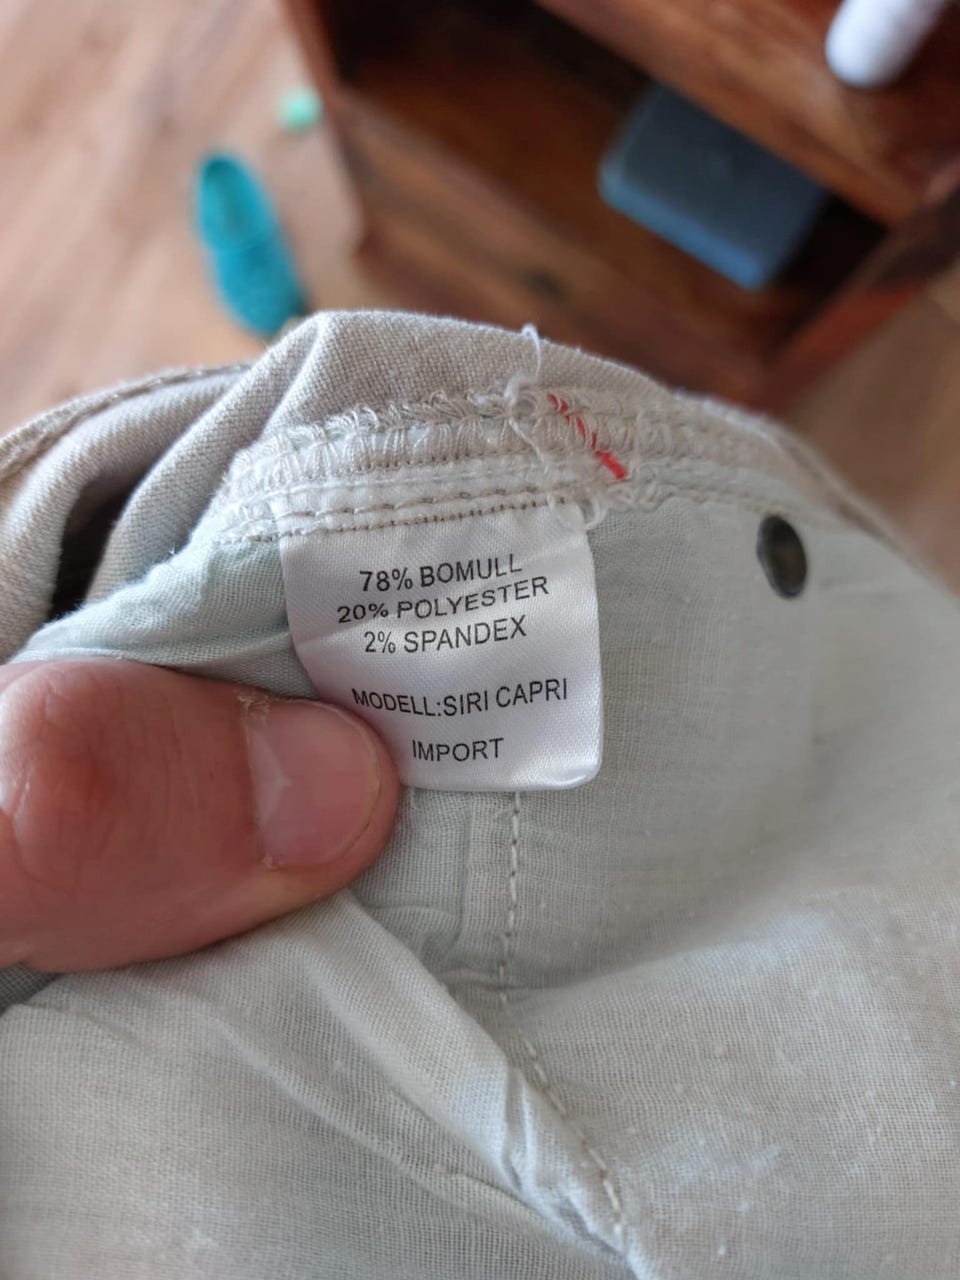 78% BOMULL
20% POLYESTER
2% SPANDEX
MODELL:SIRI CAPRI
IMPORT